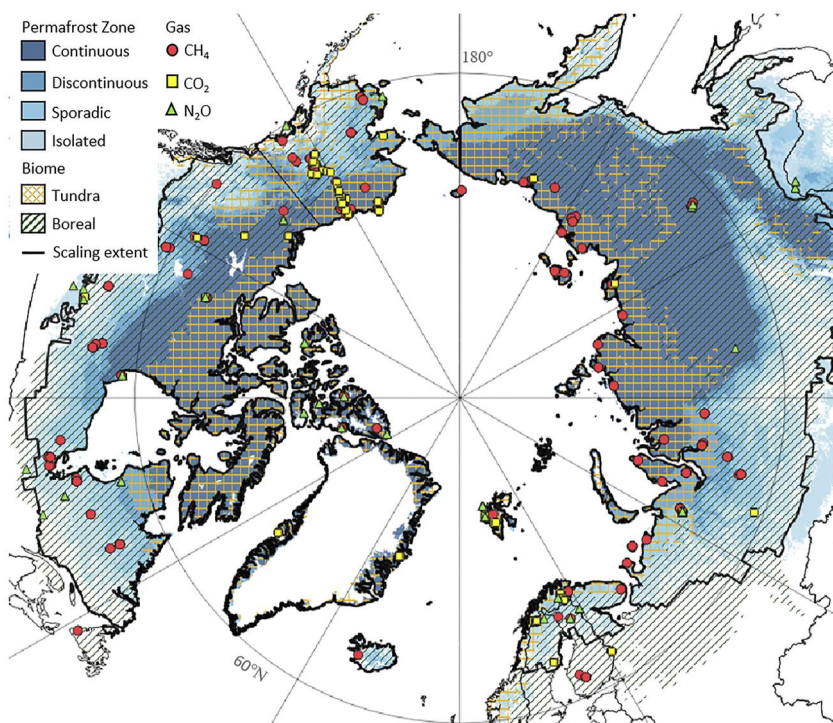 Permafrost Zone
Continuous
Discontinuous
Sporadic
Isolated
Biome
Tundra
Boreal
Scaling extent
Gas
CH₄
CO₂
N₂O
180°
60°N